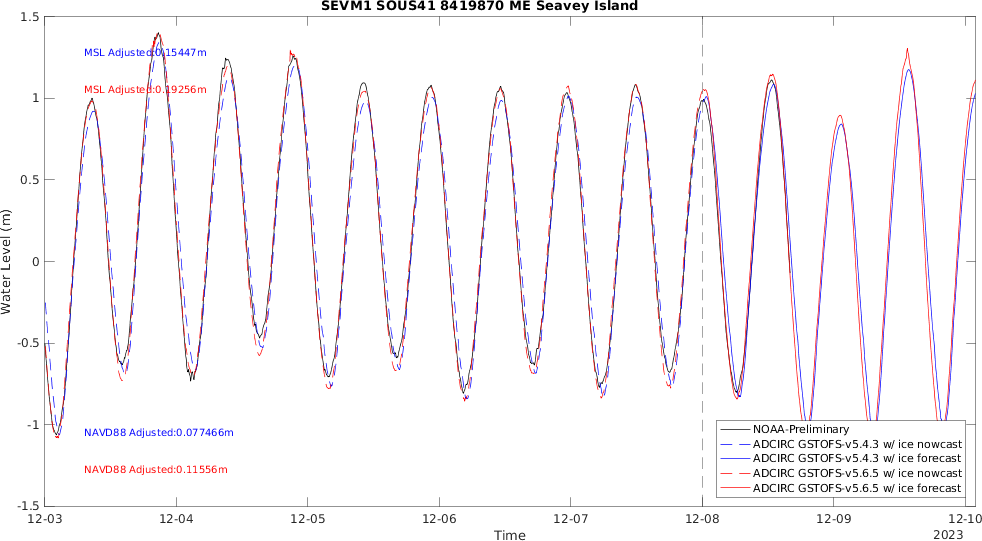 SEVM1 SOUS41 8419870 ME Seavey Island
1.5
MSL Adjusted:0.15447m
MSL Adjusted:0.19256m
1
0.5
0
-0.5
-1
-1.5
Water Level (m)
NAVD88 Adjusted:0.077466m
NAVD88 Adjusted:0.11556m
NOAA-Preliminary
ADCIRC GSTOFS-v5.4.3 w/ ice nowcast
ADCIRC GSTOFS-v5.4.3 w/ ice forecast
ADCIRC GSTOFS-v5.6.5 w/ ice nowcast
ADCIRC GSTOFS-v5.6.5 w/ ice forecast
12-03 12-04 12-05 12-06 12-07 12-08 12-09 12-10
Time
2023